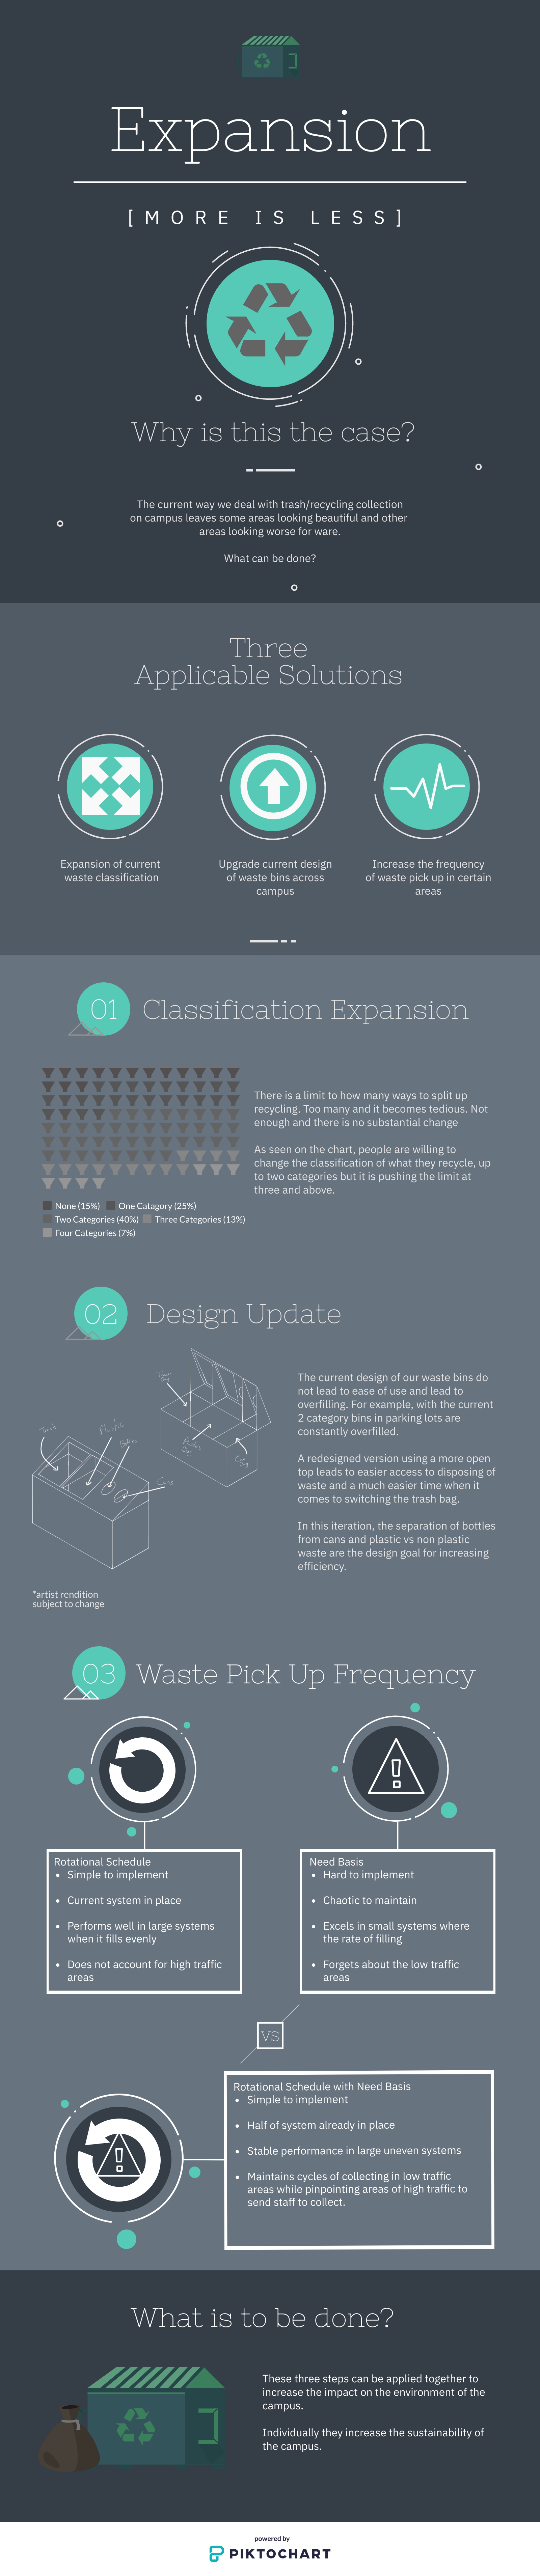 Expansion
[MORE IS LESS]
Why is this the case?
The current way we deal with trash/recycling collection
on campus leaves some areas looking beautiful and other
areas looking worse for ware.
What can be done?
Three
Applicable Solutions
Expansion of current
waste classification
Upgrade current design
of waste bins across
campus
Increase the frequency
of waste pick up in certain
areas
01 Classification Expansion
There is a limit to how many ways to split up
recycling. Too many and it becomes tedious. Not
enough and there is no substantial change
As seen on the chart, people are willing to
change the classification of what they recycle, up
to two categories but it is pushing the limit at
three and above.
None (15%) One Catagory (25%)
Two Categories (40%) Three Categories (13%)
Four Categories (7%)
02 Design Update
Trash
Plastic
Bottles
Cans
The current design of our waste bins do
not lead to ease of use and lead to
overfilling. For example, with the current
2 category bins in parking lots are
constantly overfilled.
A redesigned version using a more open
top leads to easier access to disposing of
waste and a much easier time when it
comes to switching the trash bag.
In this iteration, the separation of bottles
from cans and plastic vs non plastic
waste are the design goal for increasing
efficiency.
*artist rendition
subject to change
03 Waste Pick Up Frequency
Rotational Schedule
• Simple to implement
• Current system in place
• Performs well in large systems
when it fills evenly
• Does not account for high traffic
areas
Need Basis
• Hard to implement
• Chaotic to maintain
• Excels in small systems where
the rate of filling
• Forgets about the low traffic
areas
VS
Rotational Schedule with Need Basis
• Simple to implement
• Half of system already in place
• Stable performance in large uneven systems
• Maintains cycles of collecting in low traffic
areas while pinpointing areas of high traffic to
send staff to collect.
What is to be done?
These three steps can be applied together to
increase the impact on the environment of the
campus.
Individually they increase the sustainability of
the campus.
powered by
PIKTOCHART